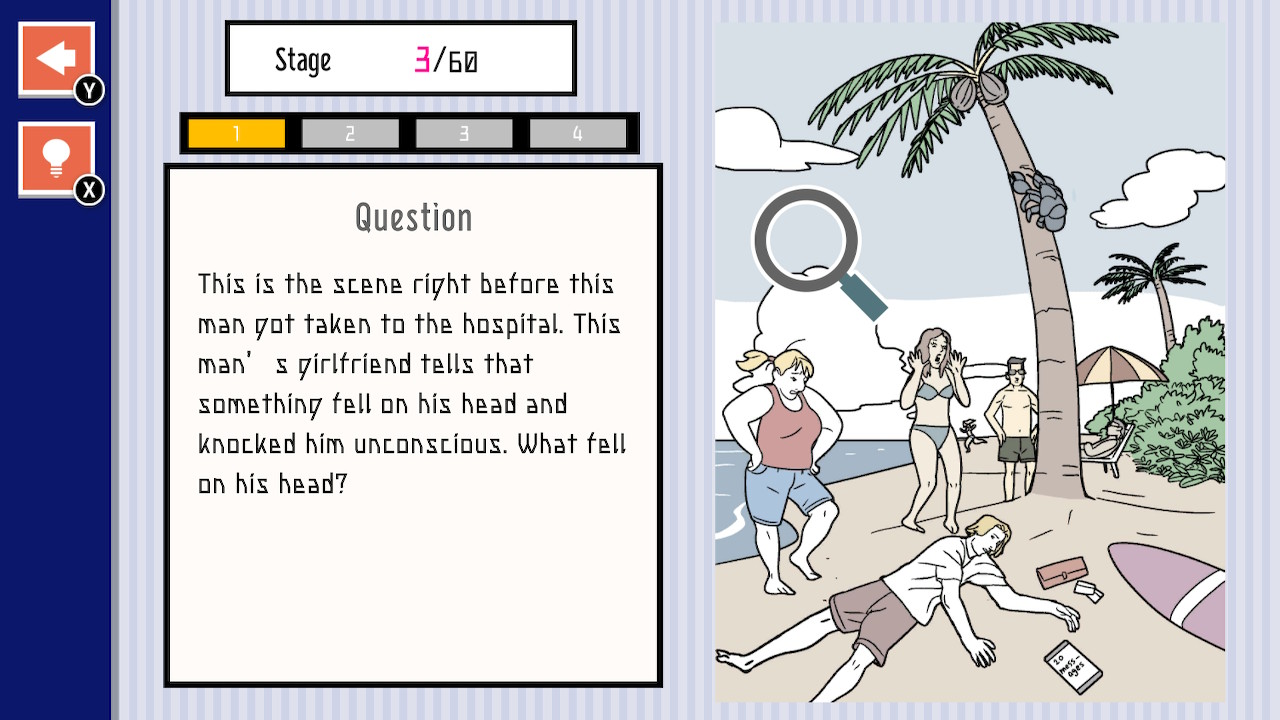 Y
X
Stage 3/60
1 2 3 4
Question
This is the scene right before this
man got taken to the hospital. This
man' s girlfriend tells that
something fell on his head and
knocked him unconscious. What fell
on his head?
20
mess-
ages